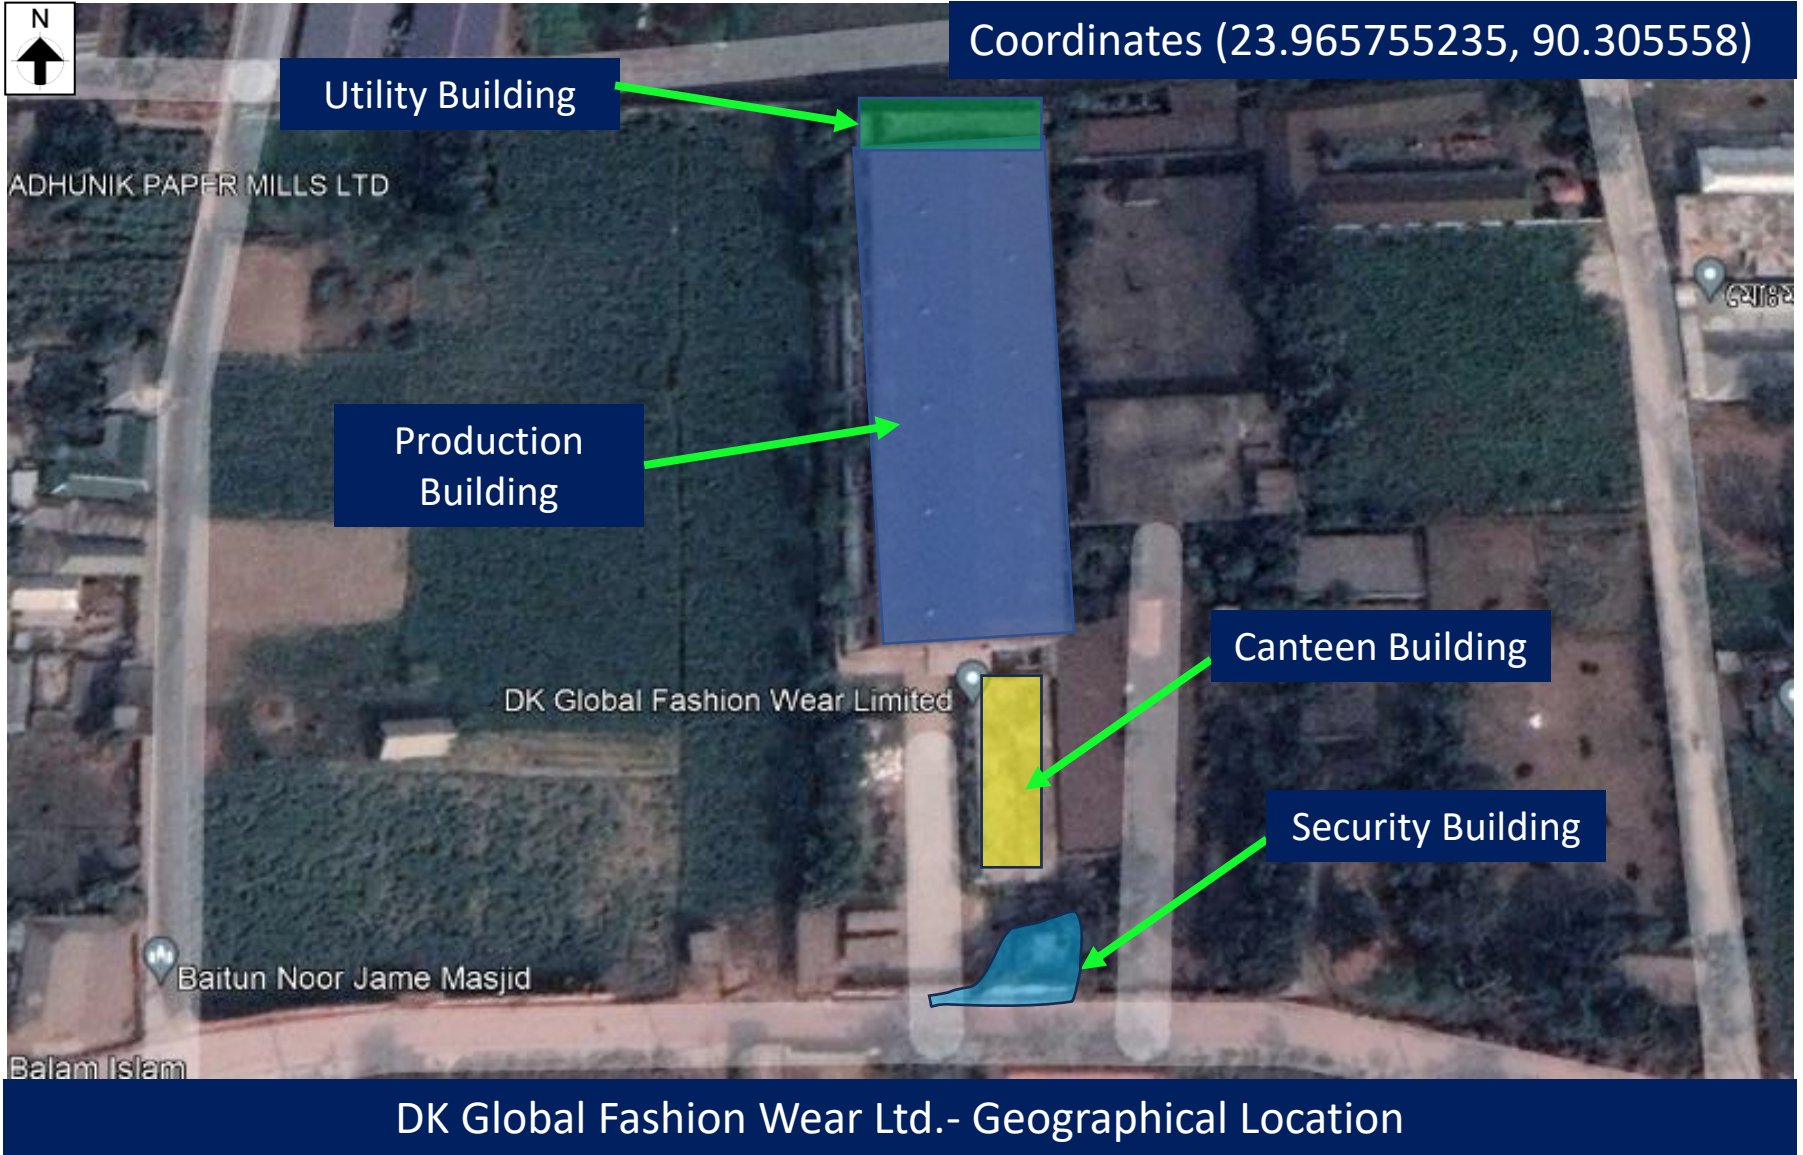 N
Coordinates (23.965755235, 90.305558)
Utility Building
ADHUNIK PAPER MILLS LTD
Production
Building
Canteen Building
DK Global Fashion Wear Limited
Security Building
Baitun Noor Jame Masjid
Balam Islam
DK Global Fashion Wear Ltd.- Geographical Location